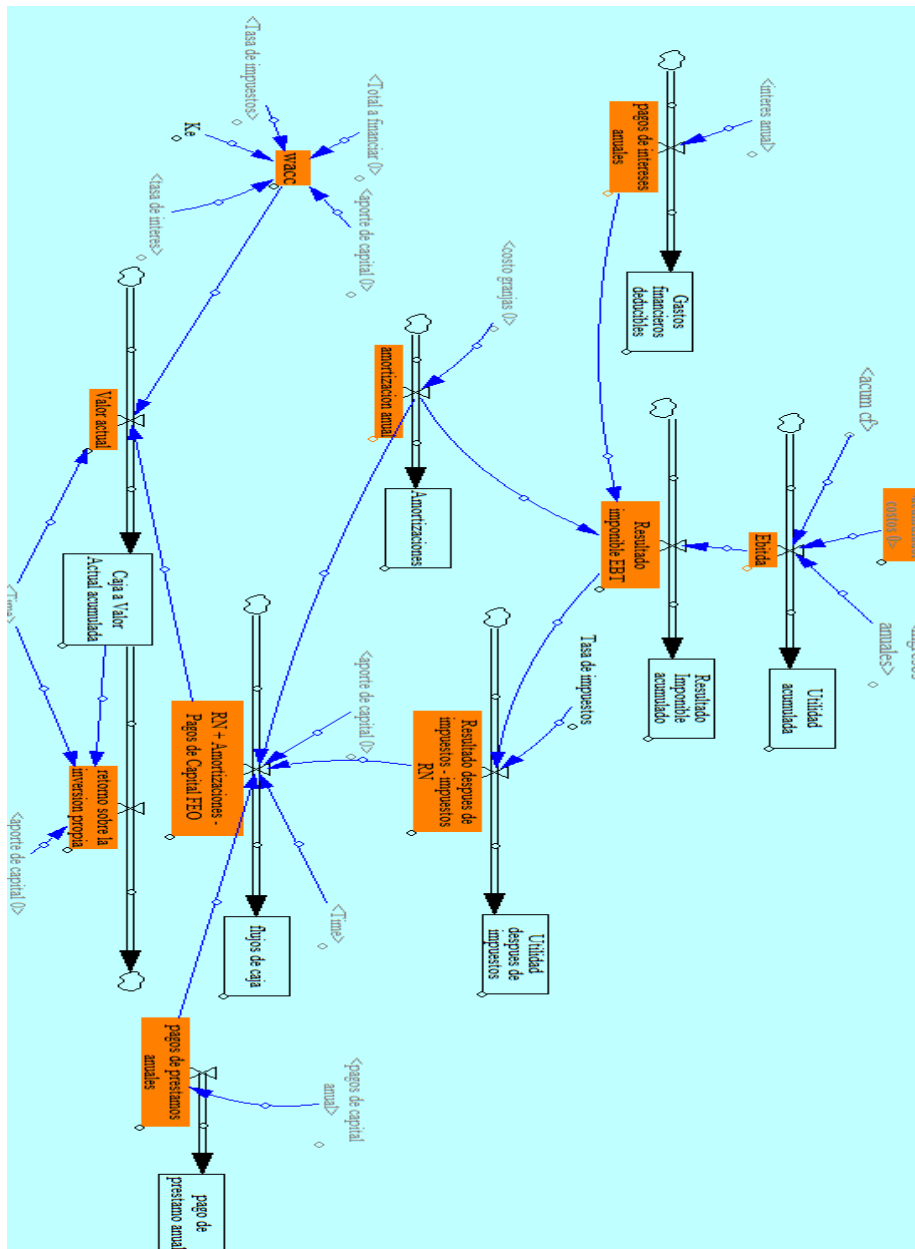 <Tasa de
impuestos>
<Total a financiar 0>
Ke
wacc
<tasa de interes>
<aporte de capital 0>
<interes anual>
pagos de intereses
anuales
Gastos
financieros
deducibles
<costo granjas 0>
amortizacion anual
Amortizaciones
<acum cf>
costos 0>
Ebitda
anuales>
Utilidad
acumulada
Resultado
imponible EBT
Resultado
Imponible
acumulado
Valor actual
Caja a Valor
Actual acumulada
<Time>
retorno sobre la
inversion propia
<aporte de capital 0>
Tasa de impuestos
Resultado despues de
impuestos - impuestos
RN
Utilidad
despues de
impuestos
<aporte de capital 0>
RN + Amortizaciones -
Pagos de Capital FEO
<Time>
flujos de caja
pagos de prestamos
anuales
<pagos de capital
anual>
pago de
prestamo anual